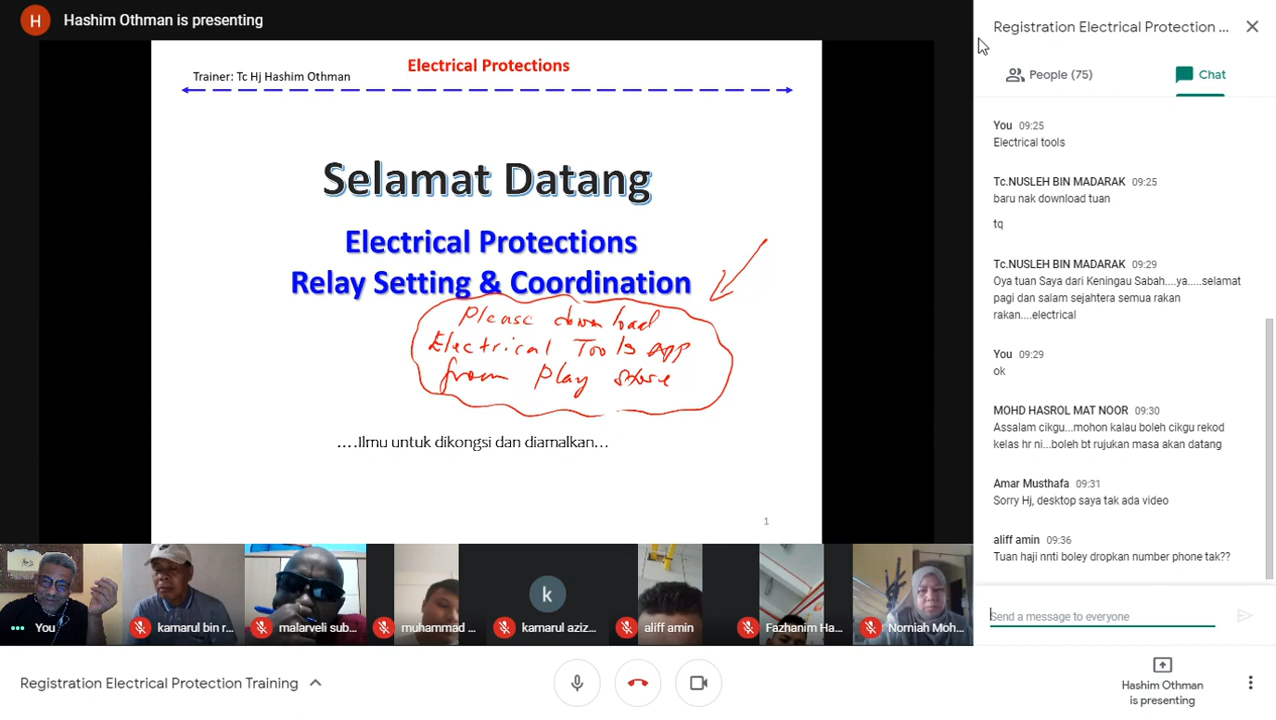 H
Hashim Othman is presenting
Trainer: Tc Hj Hashim Othman
Electrical Protections
Selamat Datang
Electrical Protections
Relay Setting & Coordination
Please download
Electrical Tools App
from Play Store
....Ilmu untuk dikongsi dan diamalkan...
1
You
kamarul bin r...
malarveli sub...
muhammad ...
k
kamarul aziz...
aliff amin
Fazhanim Ha...
Norniah Moh...
Registration Electrical Protection Training
Registration Electrical Protection ...
People (75)
Chat
You 09:25
Electrical tools
Tc.NUSLEH BIN MADARAK 09:25
baru nak download tuan
tq
Tc.NUSLEH BIN MADARAK 09:29
Oya tuan Saya dari Keningau Sabah....ya.....selamat
pagi dan salam sejahtera semua rakan
rakan....electrical
You 09:29
ok
MOHD HASROL MAT NOOR 09:30
Assalam cikgu...mohon kalau boleh cikgu rekod
kelas hr ni...boleh bt rujukan masa akan datang
Amar Musthafa 09:31
Sorry Hj, desktop saya tak ada video
aliff amin 09:36
Tuan haji nnti boley dropkan number phone tak??
Send a message to everyone
Hashim Othman
is presenting